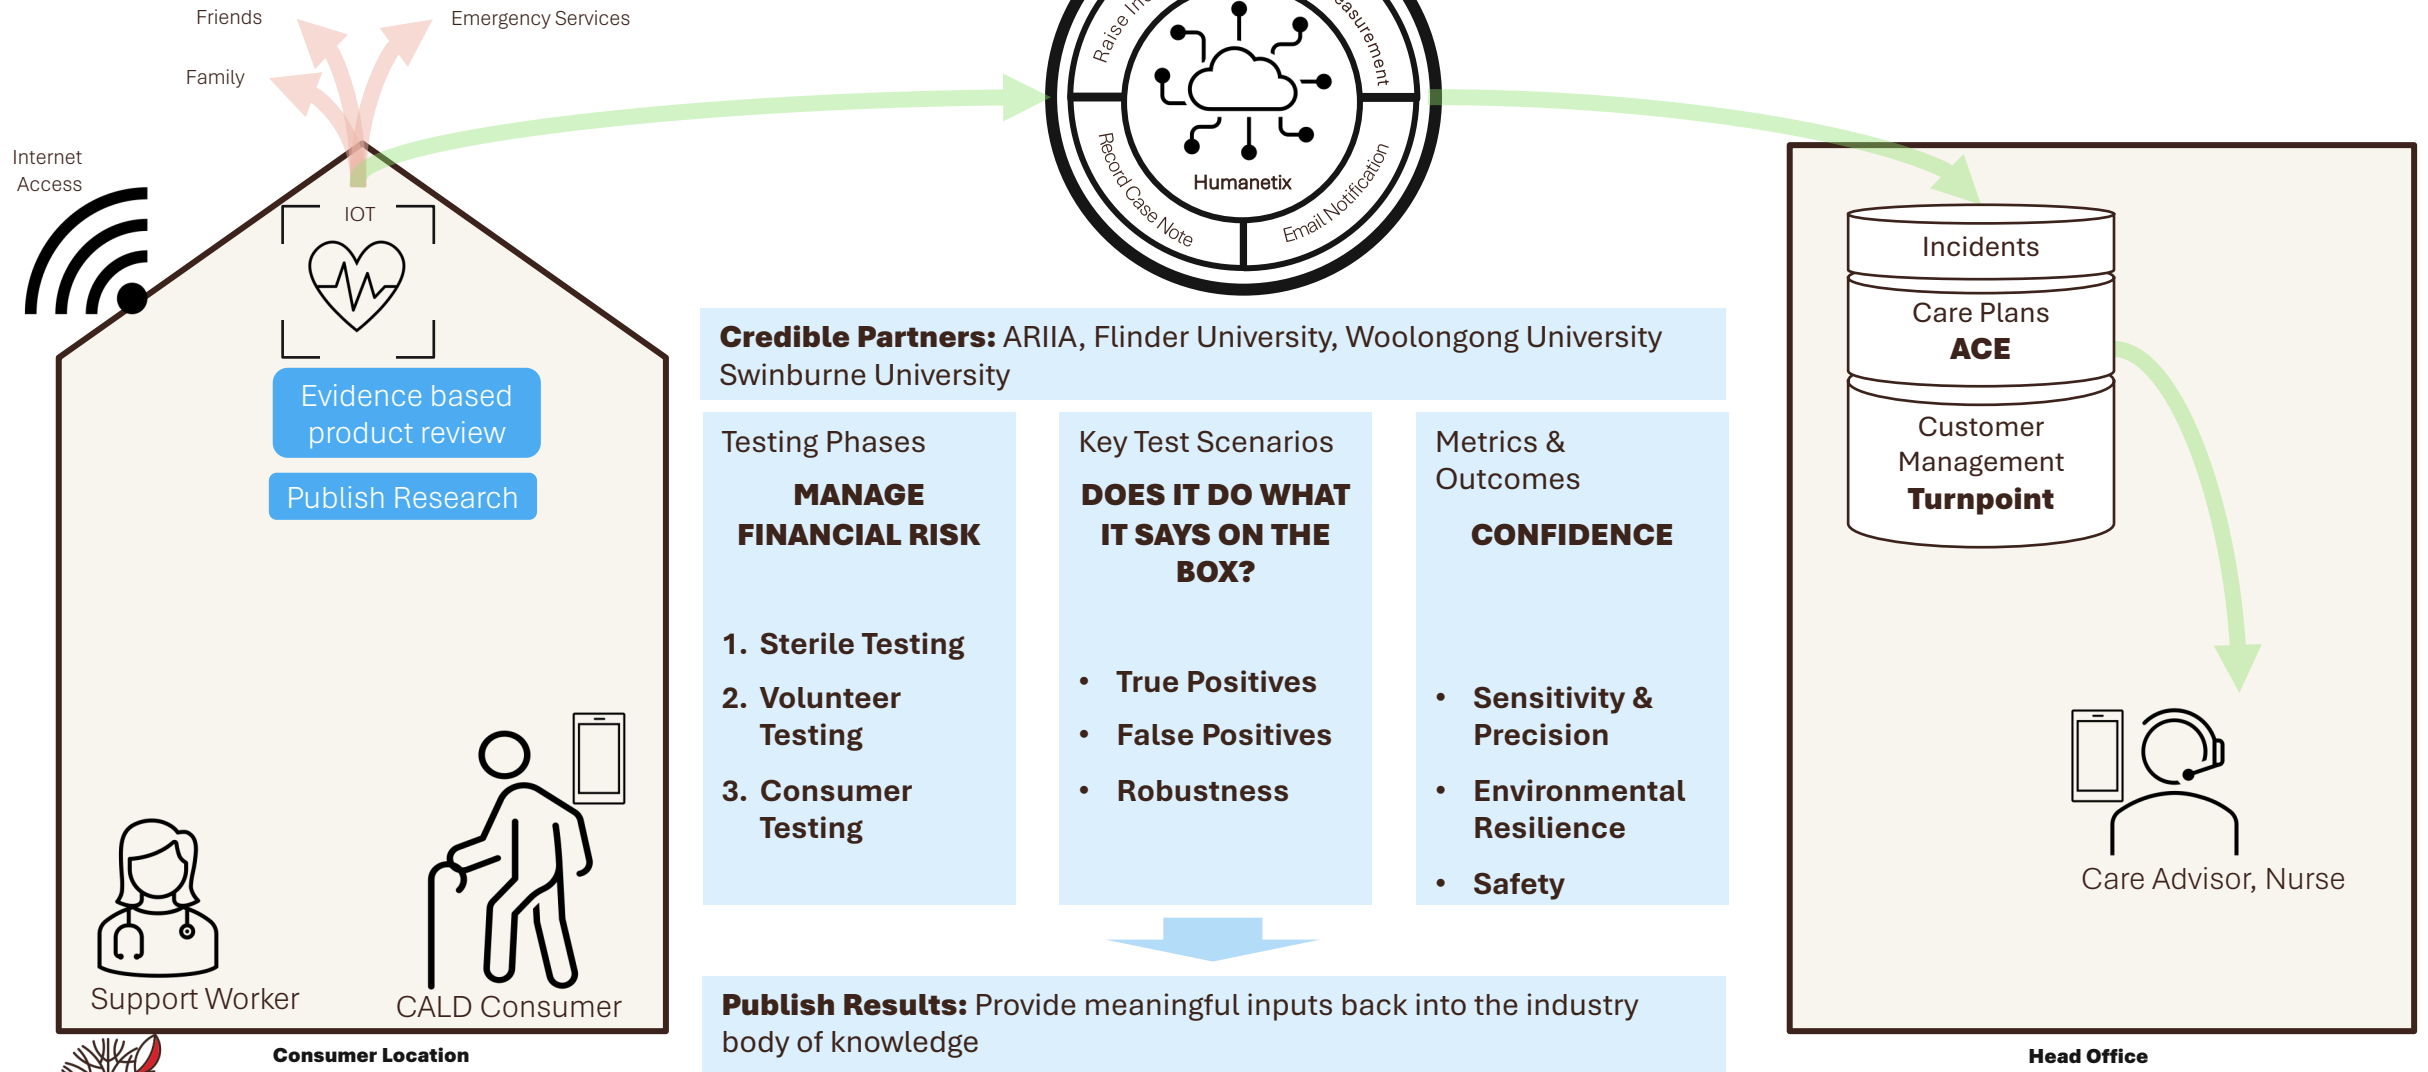 Friends
Emergency Services
Family
Internet
Access
IOT
Evidence based
product review
Publish Research
Support Worker
CALD Consumer
Consumer Location
Raise
Record Case Note
Email Notification
Humanetix
Credible Partners: ARIIA, Flinder University, Woolongong University
Swinburne University
Testing Phases
MANAGE
FINANCIAL RISK
1. Sterile Testing
2. Volunteer
Testing
3. Consumer
Testing
Key Test Scenarios
DOES IT DO WHAT
IT SAYS ON THE
BOX?
• True Positives
• False Positives
• Robustness
Metrics &
Outcomes
CONFIDENCE
• Sensitivity &
Precision
• Environmental
Resilience
• Safety
Publish Results: Provide meaningful inputs back into the industry
body of knowledge
Incidents
Care Plans
ACE
Customer
Management
Turnpoint
Care Advisor, Nurse
Head Office